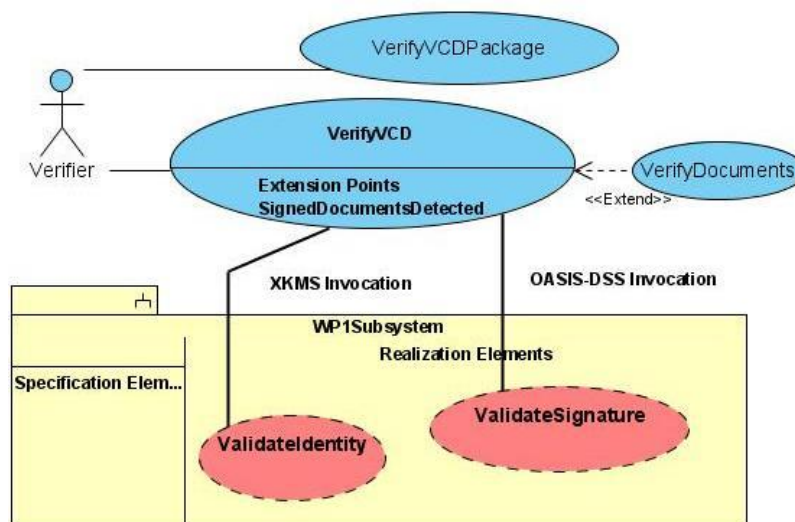 VerifyVCDPackage
Verifier
VerifyVCD
Extension Points
SignedDocumentsDetected
VerifyDocuments
<<Extend>>
XKMS Invocation
OASIS-DSS Invocation
WP1Subsystem
Realization Elements
Specification Elem...
ValidateIdentity
ValidateSignature